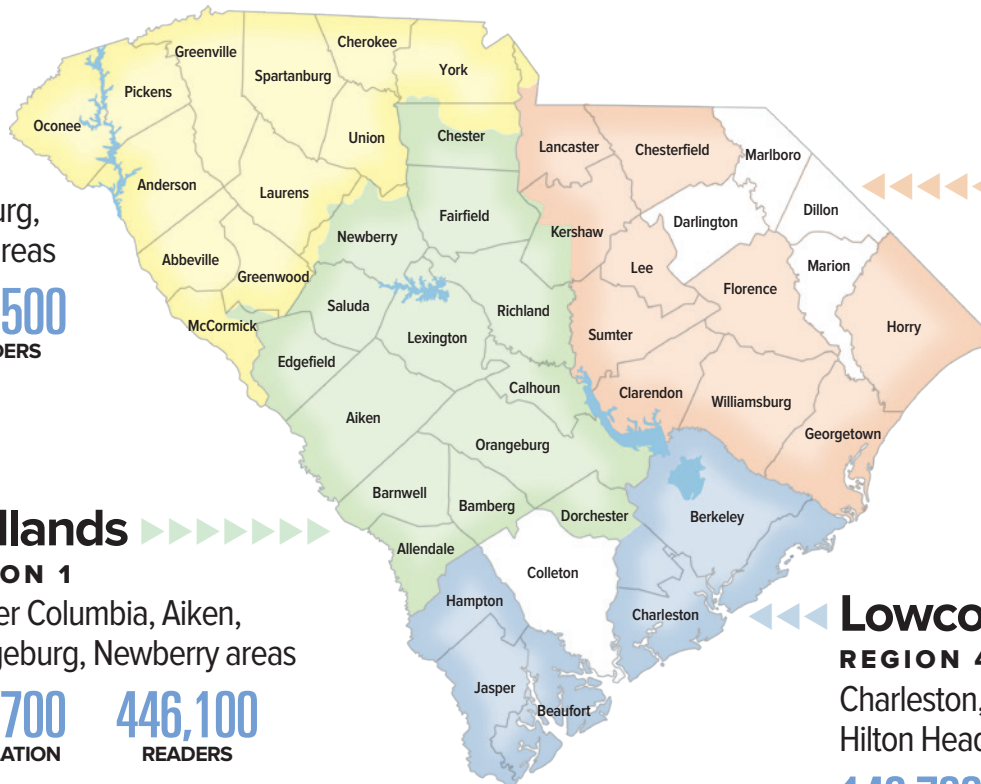 Cherokee
Greenville
York
Spartanburg
Pickens
Oconee
Union
Chester
Lancaster
Chesterfield
Marlboro
Anderson
Laurens
urg,
Fairfield
Dillon
Darlington
Newberry
Kershaw
reas
Abbeville
Greenwood
Lee
Marion
Florence
500
Saluda
Richland
McCormick
Horry
DERS
Lexington
Sumter
Edgefield
Calhoun
Clarendon
Williamsburg
Aiken
Georgetown
Orangeburg
Barnwell
Bamberg
Dorchester
Berkeley
llands
Allendale
ON 1
Colleton
Hampton
Charleston
er Columbia, Aiken,
Lowco
geburg, Newberry areas
REGION 4
Jasper
Charleston,
Beaufort
700 446,100
Hilton Head
ATION READERS